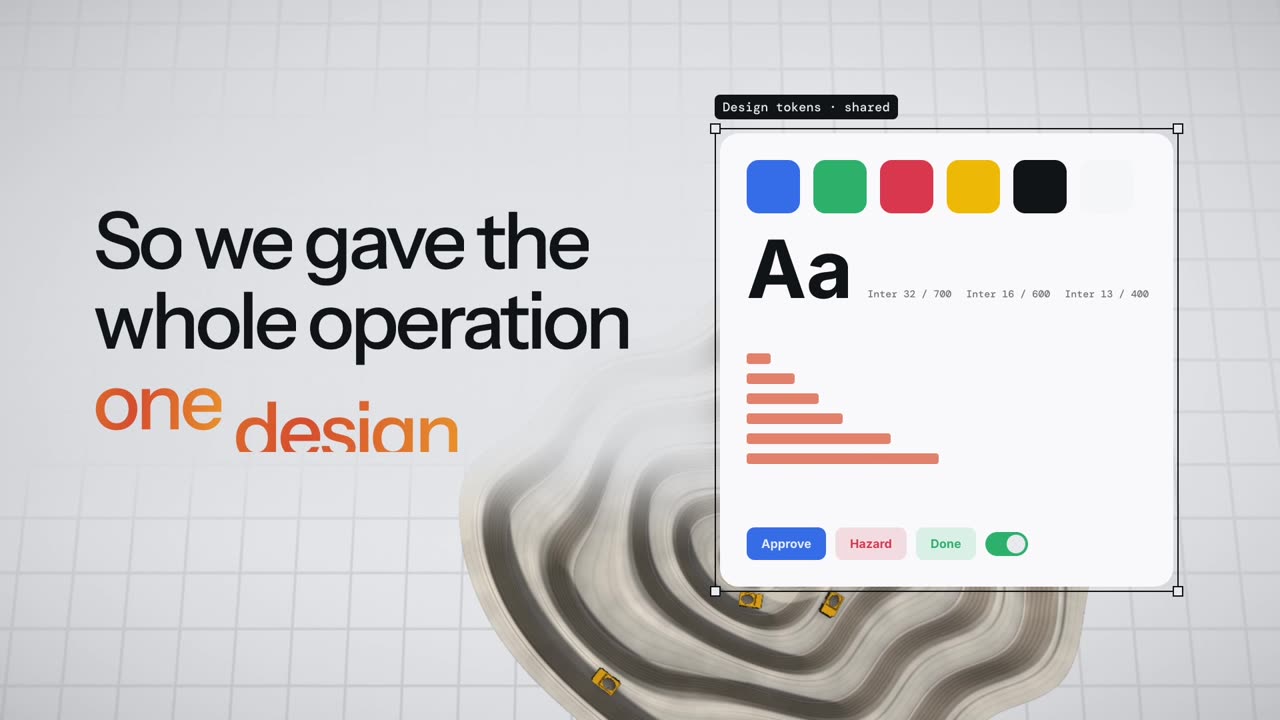 So we gave the
whole operation
one design
Design tokens · shared
Aa
Inter 32 / 700 Inter 16 / 600 Inter 13 / 400
Approve Hazard Done